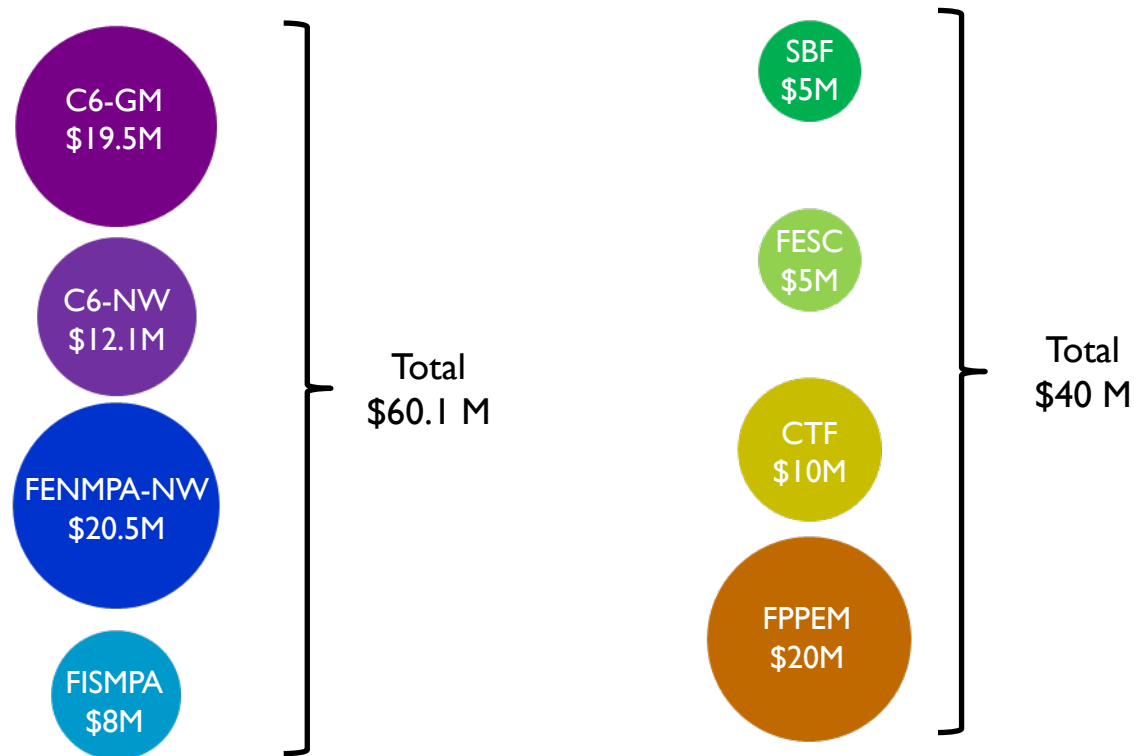 C6-GM
$19.5M
C6-NW
$12.1M
FENMPA-NW
$20.5M
FISMPA
$8M
Total
$60.1 M
SBF
$5M
FESC
$5M
CTF
$10M
FPPEM
$20M
Total
$40 M